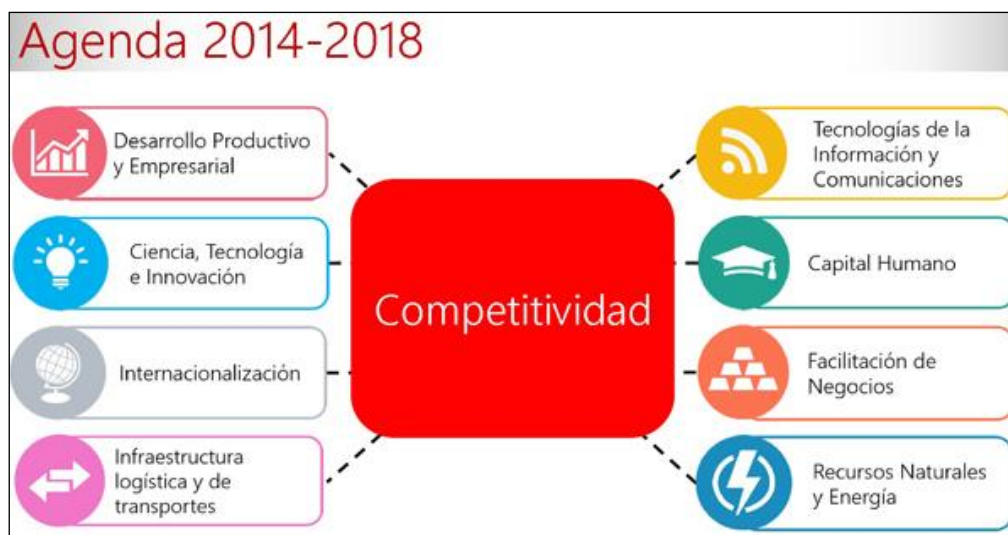 Agenda 2014-2018
Desarrollo Productivo
y Empresarial
Ciencia, Tecnología
e Innovación
Internacionalización
Infraestructura
logística y de
transportes
Competitividad
Tecnologías de la
Información y
Comunicaciones
Capital Humano
Facilitación de
Negocios
Recursos Naturales
y Energía